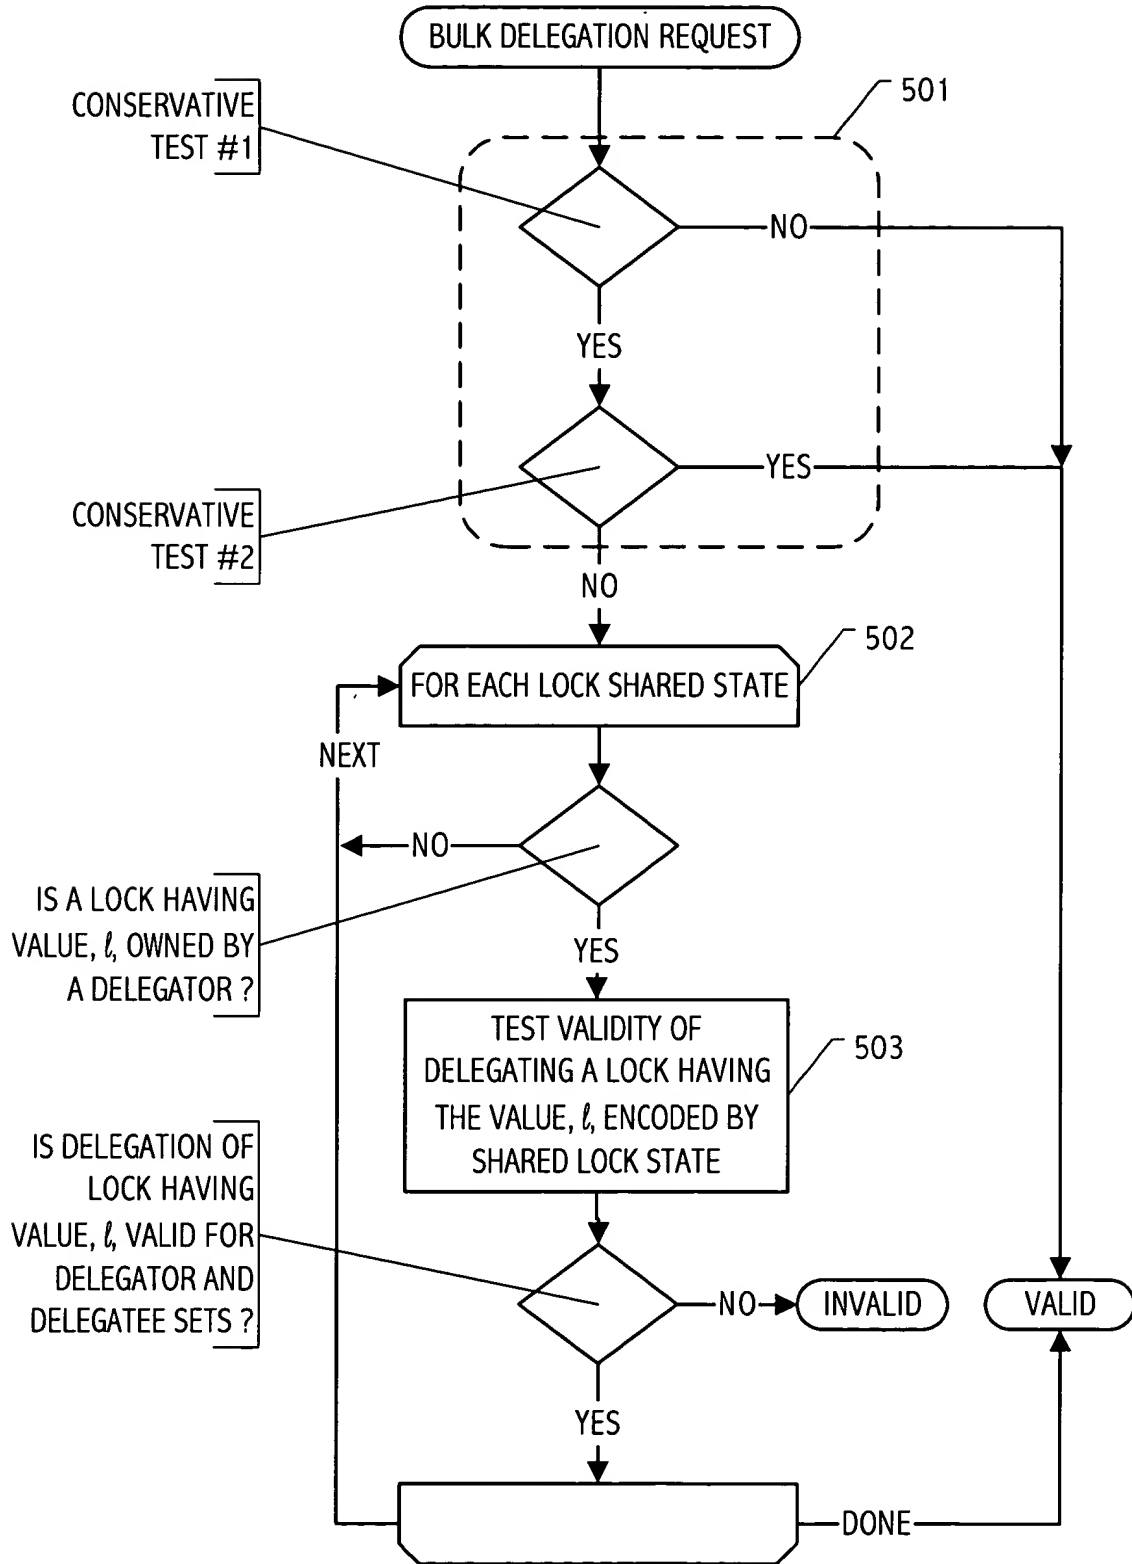 BULK DELEGATION REQUEST
501
CONSERVATIVE
TEST #1
NO
YES
YES
CONSERVATIVE
TEST #2
NO
502
FOR EACH LOCK SHARED STATE
NEXT
NO
IS A LOCK HAVING
VALUE, ℓ, OWNED BY
A DELEGATOR ?
YES
TEST VALIDITY OF
DELEGATING A LOCK HAVING
THE VALUE, ℓ, ENCODED BY
SHARED LOCK STATE
503
IS DELEGATION OF
LOCK HAVING
VALUE, ℓ, VALID FOR
DELEGATOR AND
DELEGATEE SETS ?
NO
INVALID
VALID
YES
DONE